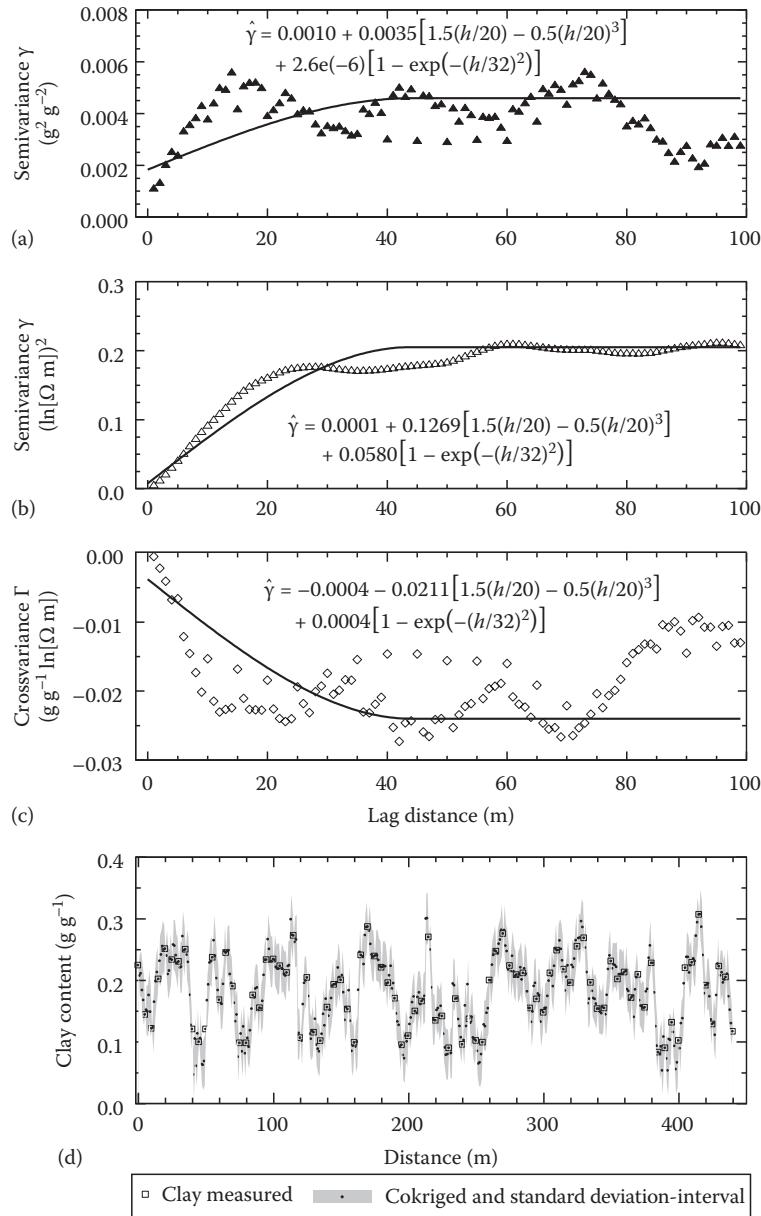 0.008
0.006
0.004
0.002
0.000
Semivariance γ
(g² g⁻²)
γ̂ = 0.0010 + 0.0035[1.5(h/20) − 0.5(h/20)³]
+ 2.6e(−6)[1 − exp(−(h/32)²)]
0 20 40 60 80 100
(a)
0.3
0.2
0.1
0.0
Semivariance γ
(ln[Ω m])²
γ̂ = 0.0001 + 0.1269[1.5(h/20) − 0.5(h/20)³]
+ 0.0580[1 − exp(−(h/32)²)]
0 20 40 60 80 100
(b)
0.00
−0.01
−0.02
−0.03
Crossvariance Γ
(g g⁻¹ ln[Ω m])
γ̂ = −0.0004 − 0.0211[1.5(h/20) − 0.5(h/20)³]
+ 0.0004[1 − exp(−(h/32)²)]
0 20 40 60 80 100
(c)
Lag distance (m)
0.4
0.3
0.2
0.1
0.0
Clay content (g g⁻¹)
0 100 200 300 400
(d)
Distance (m)
Clay measured
Cokriged and standard deviation-interval